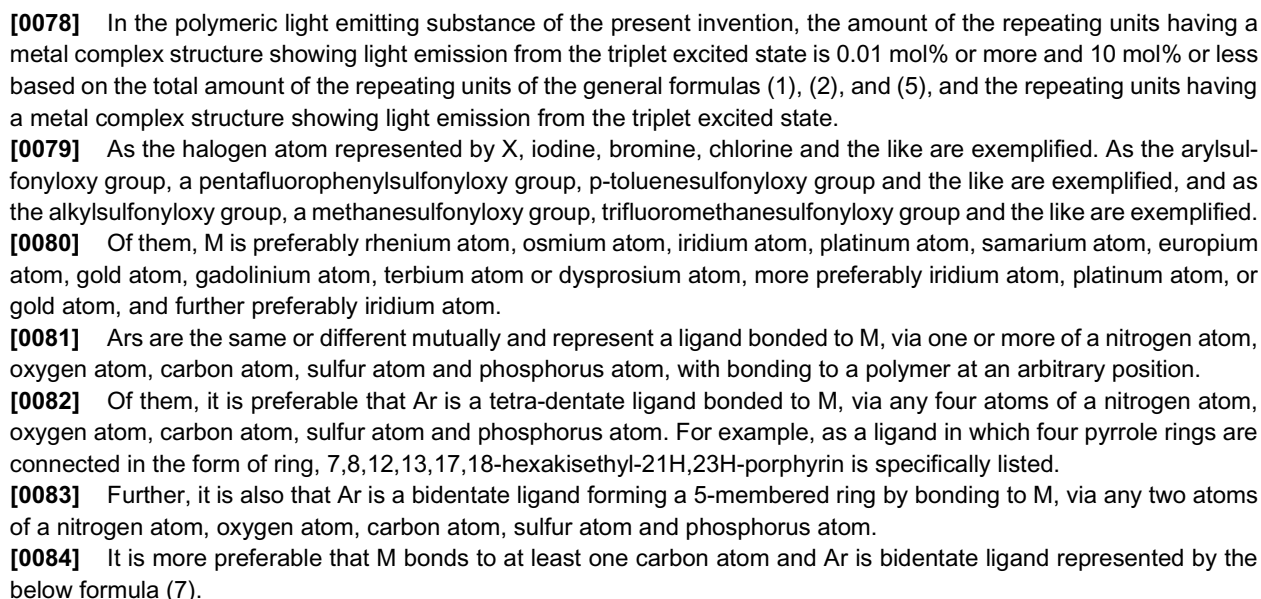 [0078] In the polymeric light emitting substance of the present invention, the amount of the repeating units having a
metal complex structure showing light emission from the triplet excited state is 0.01 mol% or more and 10 mol% or less
based on the total amount of the repeating units of the general formulas (1), (2), and (5), and the repeating units having
a metal complex structure showing light emission from the triplet excited state.
[0079] As the halogen atom represented by X, iodine, bromine, chlorine and the like are exemplified. As the arylsul-
fonyloxy group, a pentafluorophenylsulfonyloxy group, p-toluenesulfonyloxy group and the like are exemplified, and as
the alkylsulfonyloxy group, a methanesulfonyloxy group, trifluoromethanesulfonyloxy group and the like are exemplified.
[0080] Of them, M is preferably rhenium atom, osmium atom, iridium atom, platinum atom, samarium atom, europium
atom, gold atom, gadolinium atom, terbium atom or dysprosium atom, more preferably iridium atom, platinum atom, or
gold atom, and further preferably iridium atom.
[0081] Ars are the same or different mutually and represent a ligand bonded to M, via one or more of a nitrogen atom,
oxygen atom, carbon atom, sulfur atom and phosphorus atom, with bonding to a polymer at an arbitrary position.
[0082] Of them, it is preferable that Ar is a tetra-dentate ligand bonded to M, via any four atoms of a nitrogen atom,
oxygen atom, carbon atom, sulfur atom and phosphorus atom. For example, as a ligand in which four pyrrole rings are
connected in the form of ring, 7,8,12,13,17,18-hexakisethyl-21H,23H-porphyrin is specifically listed.
[0083] Further, it is also that Ar is a bidentate ligand forming a 5-membered ring by bonding to M, via any two atoms
of a nitrogen atom, oxygen atom, carbon atom, sulfur atom and phosphorus atom.
[0084] It is more preferable that M bonds to at least one carbon atom and Ar is bidentate ligand represented by the
below formula (7).